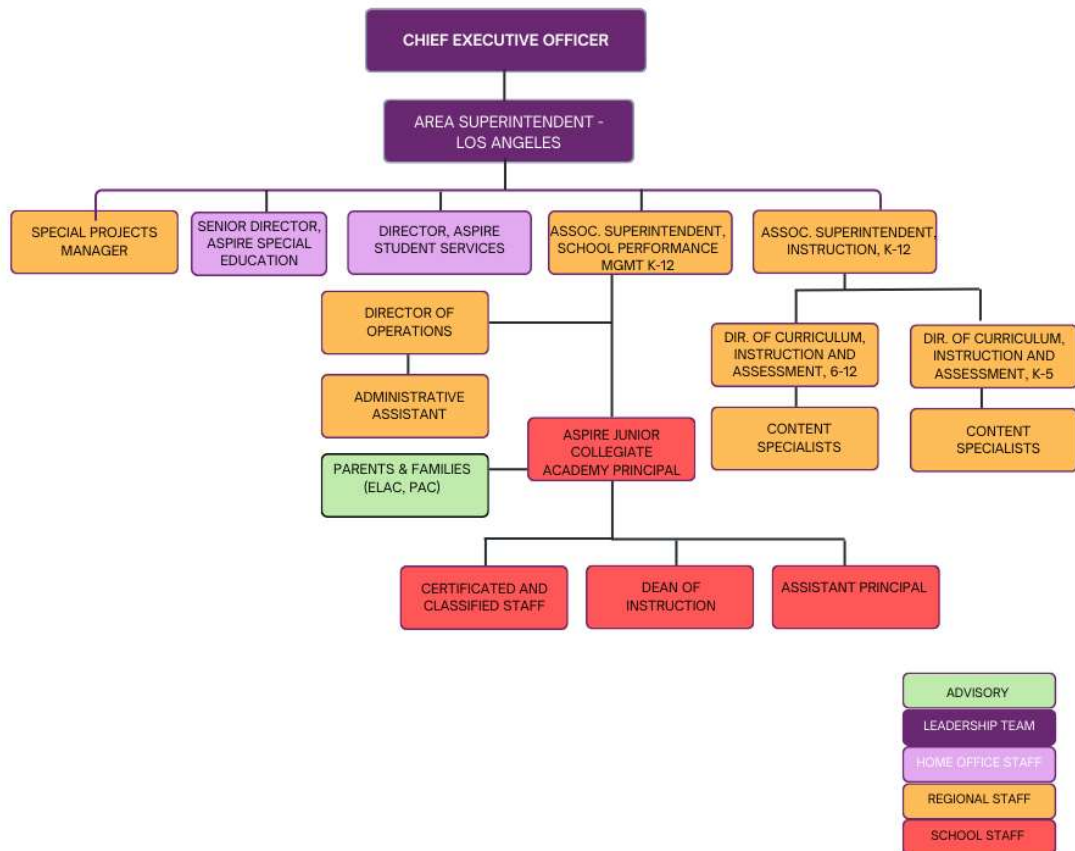 CHIEF EXECUTIVE OFFICER
AREA SUPERINTENDENT -
LOS ANGELES
SPECIAL PROJECTS
MANAGER
SENIOR DIRECTOR,
ASPIRE SPECIAL
EDUCATION
DIRECTOR, ASPIRE
STUDENT SERVICES
ASSOC. SUPERINTENDENT,
SCHOOL PERFORMANCE
MGMT K-12
ASSOC. SUPERINTENDENT,
INSTRUCTION, K-12
DIRECTOR OF
OPERATIONS
DIR. OF CURRICULUM,
INSTRUCTION AND
ASSESSMENT, 6-12
DIR. OF CURRICULUM,
INSTRUCTION AND
ASSESSMENT, K-5
ADMINISTRATIVE
ASSISTANT
CONTENT
SPECIALISTS
CONTENT
SPECIALISTS
ASPIRE JUNIOR
COLLEGIATE
ACADEMY PRINCIPAL
PARENTS & FAMILIES
(ELAC, PAC)
CERTIFICATED AND
CLASSIFIED STAFF
DEAN OF
INSTRUCTION
ASSISTANT PRINCIPAL
ADVISORY
LEADERSHIP TEAM
HOME OFFICE STAFF
REGIONAL STAFF
SCHOOL STAFF